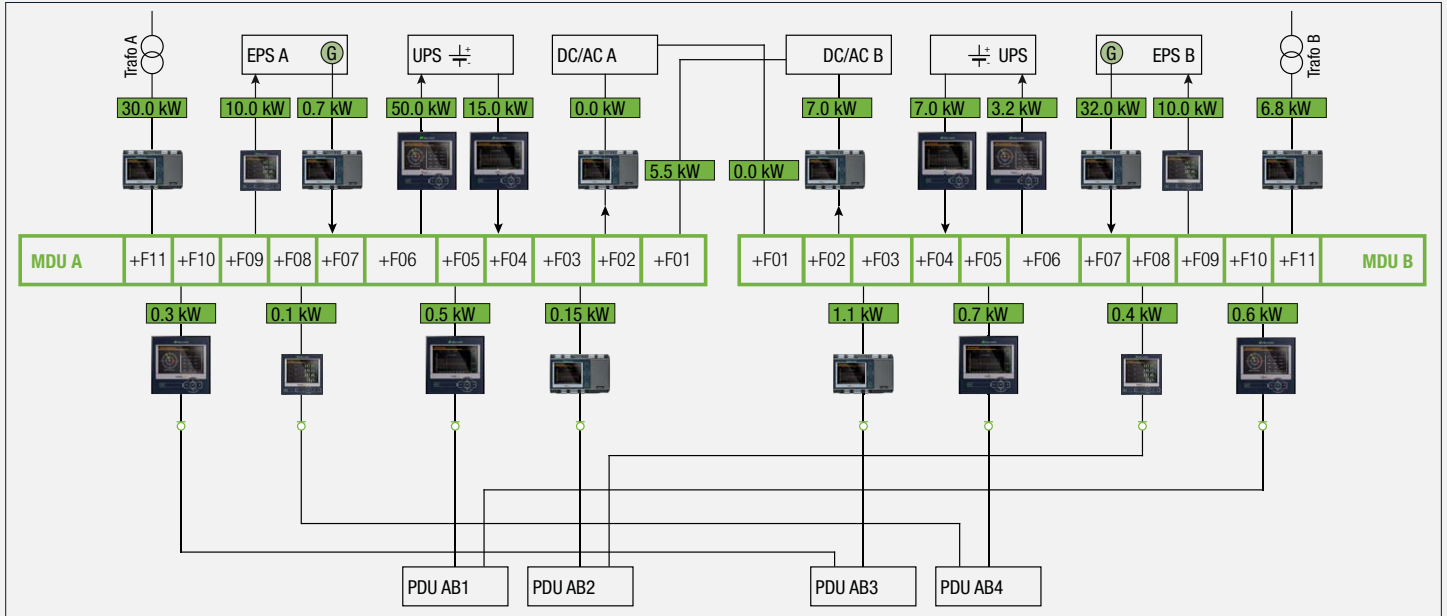 Trafo A
EPS A
G
UPS
DC/AC A
DC/AC B
UPS
G
EPS B
Trafo B
30.0 kW
10.0 kW
0.7 kW
50.0 kW
15.0 kW
0.0 kW
7.0 kW
7.0 kW
3.2 kW
32.0 kW
10.0 kW
6.8 kW
5.5 kW
0.0 kW
MDU A
+F11
+F10
+F09
+F08
+F07
+F06
+F05
+F04
+F03
+F02
+F01
+F01
+F02
+F03
+F04
+F05
+F06
+F07
+F08
+F09
+F10
+F11
MDU B
0.3 kW
0.1 kW
0.5 kW
0.15 kW
1.1 kW
0.7 kW
0.4 kW
0.6 kW
PDU AB1
PDU AB2
PDU AB3
PDU AB4